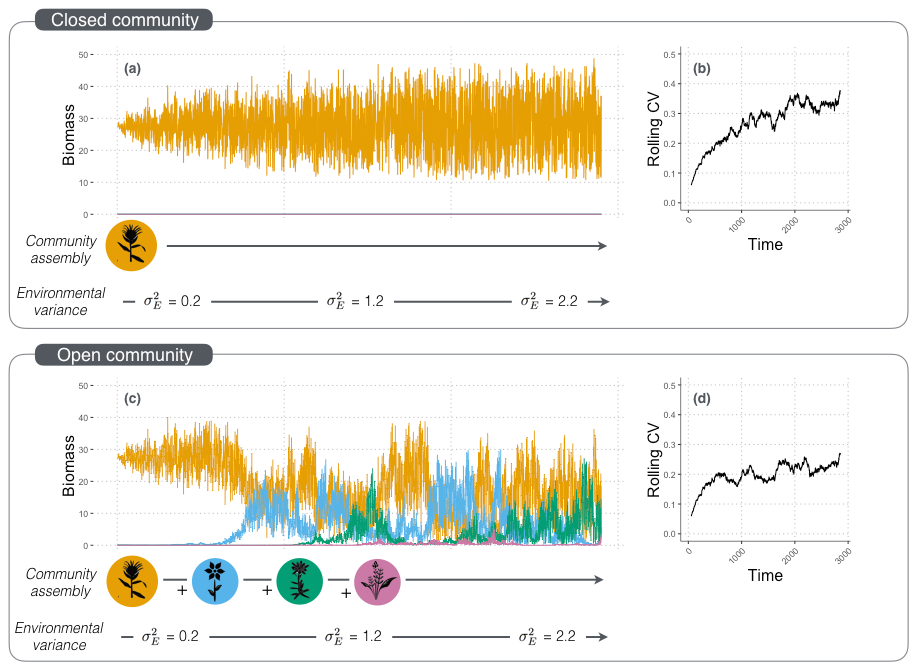 Closed community
(a)
50
40
30
20
10
0
Biomass
(b)
0.5
0.4
0.3
0.2
0.1
0.0
Rolling CV
0
1000
2000
3000
Time
Community
assembly
Environmental
variance
σ²E = 0.2
σ²E = 1.2
σ²E = 2.2
Open community
(c)
50
40
30
20
10
0
Biomass
(d)
0.5
0.4
0.3
0.2
0.1
0.0
Rolling CV
0
1000
2000
3000
Time
Community
assembly
+
+
+
Environmental
variance
σ²E = 0.2
σ²E = 1.2
σ²E = 2.2